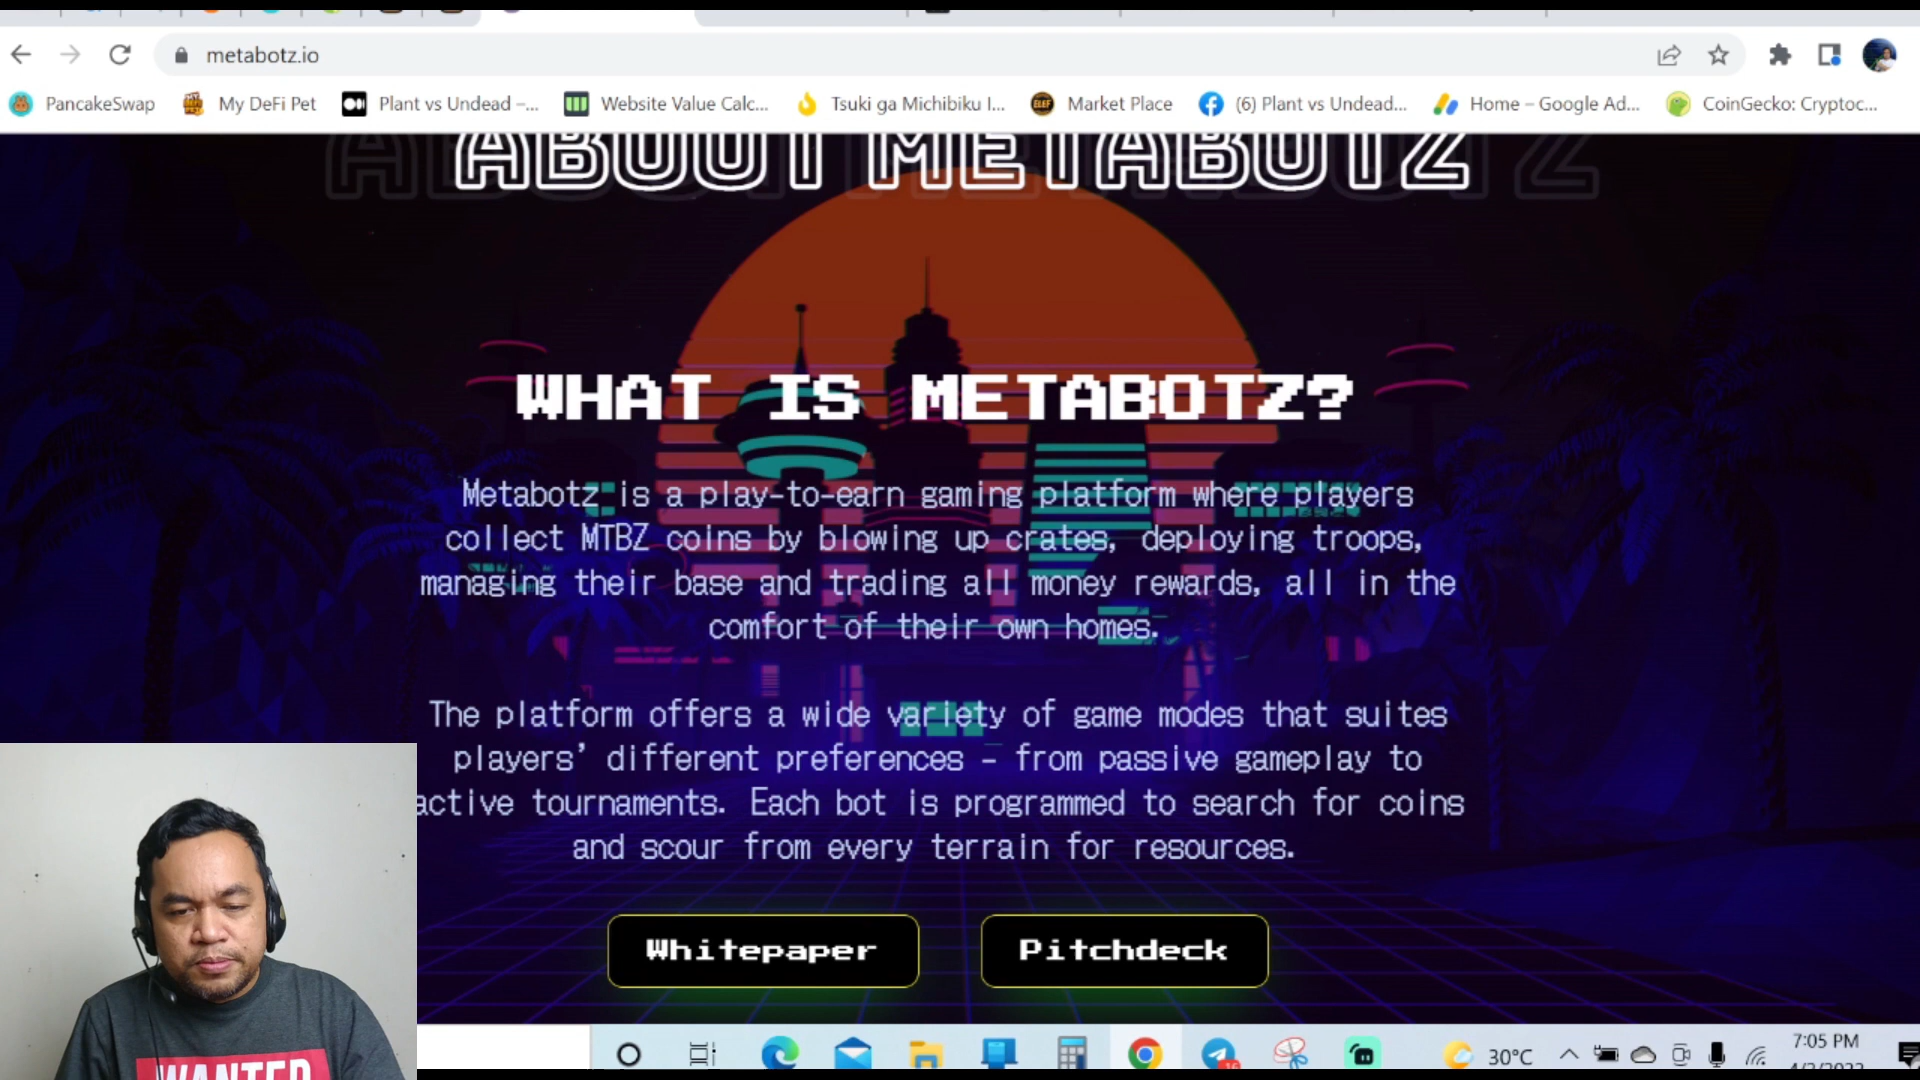 metabotz.io
PancakeSwap
My DeFi Pet
Plant vs Undead –...
Website Value Calc...
Tsuki ga Michibiku I...
Market Place
(6) Plant vs Undead...
Home – Google Ad...
CoinGecko: Cryptoc...
ABOUT METABOTZ
WHAT IS METABOTZ?
Metabotz is a play-to-earn gaming platform where players
collect MTBZ coins by blowing up crates, deploying troops,
managing their base and trading all money rewards, all in the
comfort of their own homes.
The platform offers a wide variety of game modes that suites
players’ different preferences – from passive gameplay to
active tournaments. Each bot is programmed to search for coins
and scour from every terrain for resources.
Whitepaper
Pitchdeck
WANTED
30°C
7:05 PM